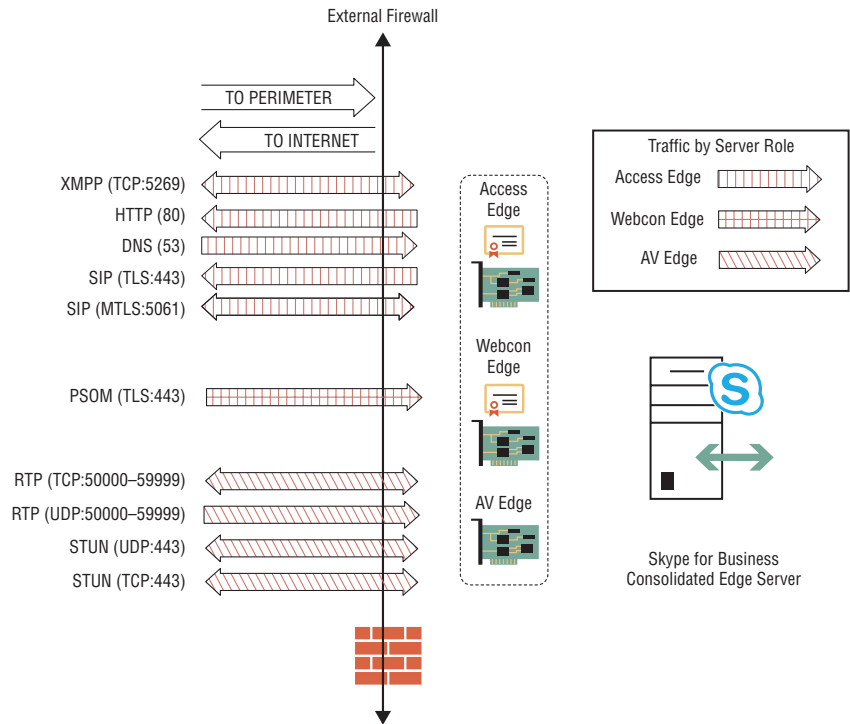 External Firewall
TO PERIMETER
TO INTERNET
XMPP (TCP:5269)
HTTP (80)
DNS (53)
SIP (TLS:443)
SIP (MTLS:5061)
PSOM (TLS:443)
RTP (TCP:50000–59999)
RTP (UDP:50000–59999)
STUN (UDP:443)
STUN (TCP:443)
Access
Edge
Webcon
Edge
AV Edge
Traffic by Server Role
Access Edge
Webcon Edge
AV Edge
S
Skype for Business
Consolidated Edge Server